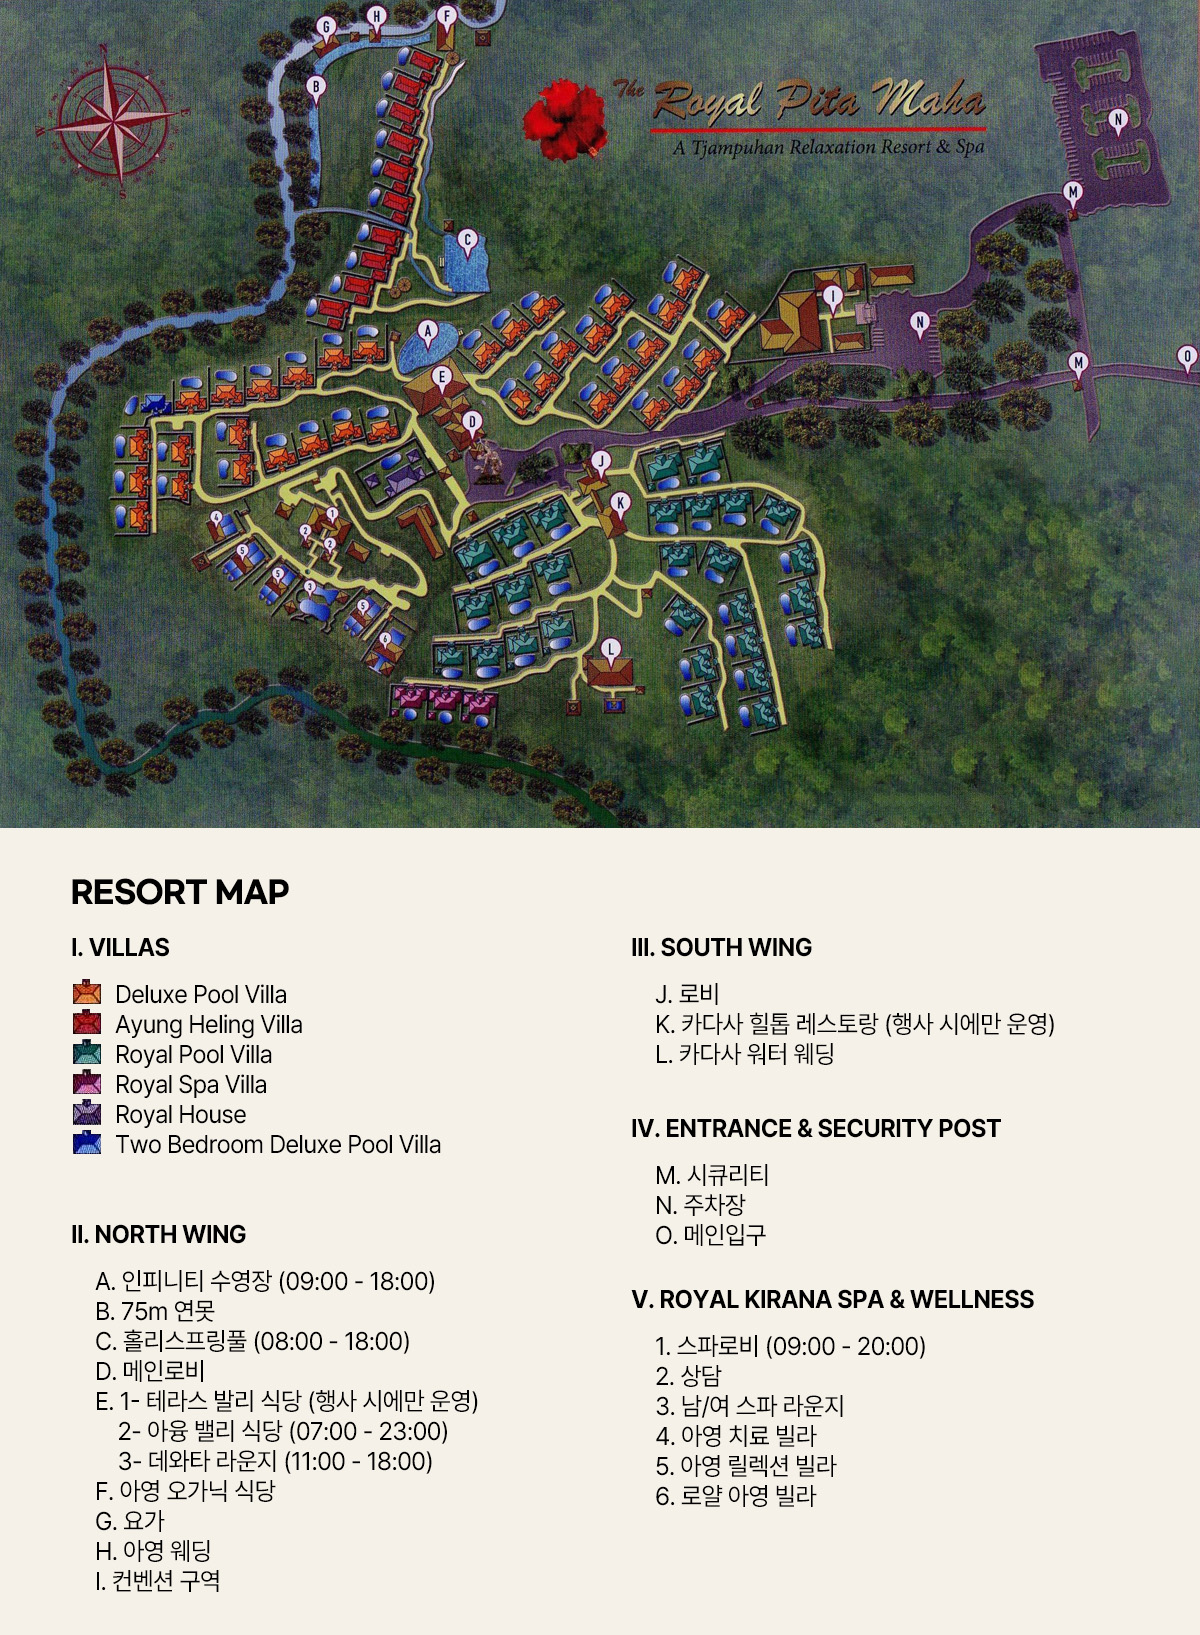 N
S
The Royal Pita Maha
A Tjampuhan Relaxation Resort & Spa
G
H
F
B
N
M
C
I
N
A
M
O
E
D
J
K
4
1
2
2
5
5
3
5
6
L
RESORT MAP
I. VILLAS
Deluxe Pool Villa
Ayung Heling Villa
Royal Pool Villa
Royal Spa Villa
Royal House
Two Bedroom Deluxe Pool Villa
II. NORTH WING
A. 인피니티 수영장 (09:00 - 18:00)
B. 75m 연못
C. 홀리스프링풀 (08:00 - 18:00)
D. 메인로비
E. 1- 테라스 발리 식당 (행사 시에만 운영)
2- 아융 밸리 식당 (07:00 - 23:00)
3- 데와타 라운지 (11:00 - 18:00)
F. 아영 오가닉 식당
G. 요가
H. 아영 웨딩
I. 컨벤션 구역
III. SOUTH WING
J. 로비
K. 카다사 힐톱 레스토랑 (행사 시에만 운영)
L. 카다사 워터 웨딩
IV. ENTRANCE & SECURITY POST
M. 시큐리티
N. 주차장
O. 메인입구
V. ROYAL KIRANA SPA & WELLNESS
1. 스파로비 (09:00 - 20:00)
2. 상담
3. 남/여 스파 라운지
4. 아영 치료 빌라
5. 아영 릴렉션 빌라
6. 로얄 아영 빌라